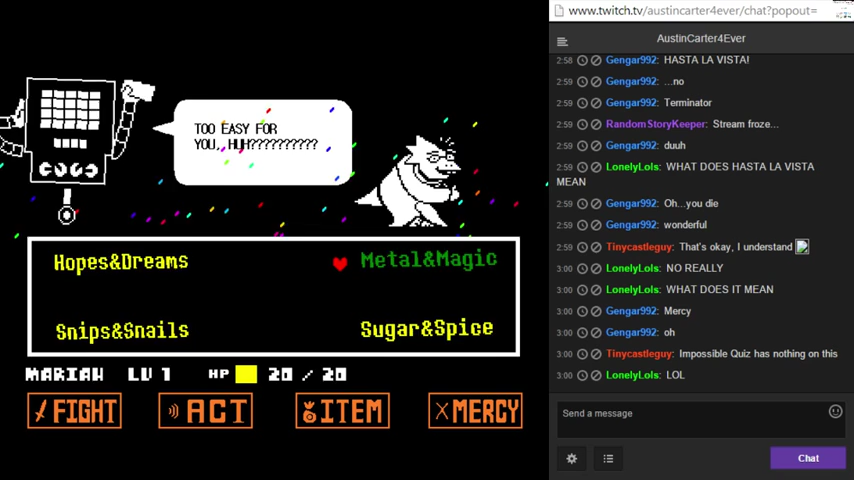 www.twitch.tv/austincarter4ever/chat?popout=
AustinCarter4Ever
2:58 Gengar992: HASTA LA VISTA!
2:59 Gengar992: ...no
2:59 Gengar992: Terminator
2:59 RandomStoryKeeper: Stream froze...
2:59 Gengar992: duuh
2:59 LonelyLols: WHAT DOES HASTA LA VISTA
MEAN
2:59 Gengar992: Oh...you die
2:59 Gengar992: wonderful
2:59 Tinycastleguy: That's okay, I understand
3:00 LonelyLols: NO REALLY
3:00 LonelyLols: WHAT DOES IT MEAN
3:00 Gengar992: Mercy
3:00 Gengar992: oh
3:00 Tinycastleguy: Impossible Quiz has nothing on this
3:00 LonelyLols: LOL
Send a message
Chat
TOO EASY FOR
YOU, HUH??????????
Hopes&Dreams
Metal&Magic
Snips&Snails
Sugar&Spice
MARIAH LV 1 HP 20 / 20
FIGHT
ACT
ITEM
MERCY